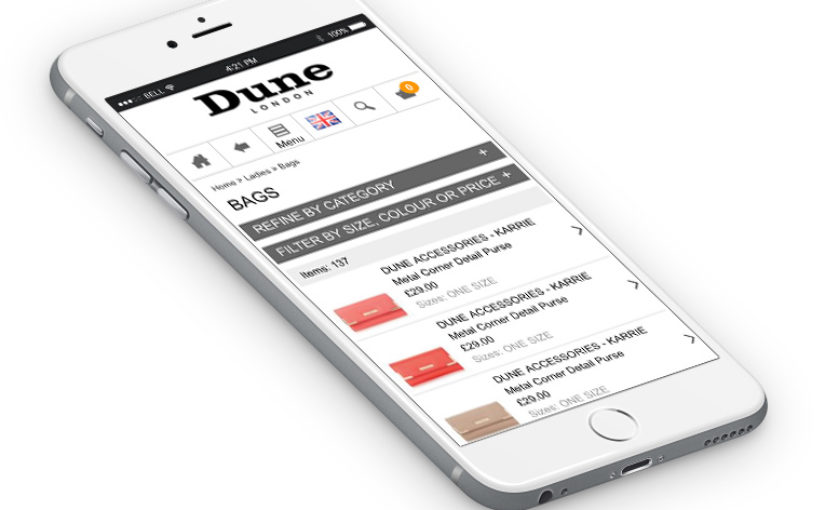 BELL 4:21 PM 100%
Dune
LONDON
Menu 0
Home > Ladies > Bags
BAGS
REFINE BY CATEGORY +
FILTER BY SIZE, COLOUR OR PRICE +
Items: 137
DUNE ACCESSORIES - KARRIE
Metal Corner Detail Purse
£29.00
Sizes: ONE SIZE
DUNE ACCESSORIES - KARRIE
Metal Corner Detail Purse
£29.00
Sizes: ONE SIZE
DUNE ACCESSORIES - KARRIE
Metal Corner Detail Purse
£29.00
Sizes: ONE SIZE